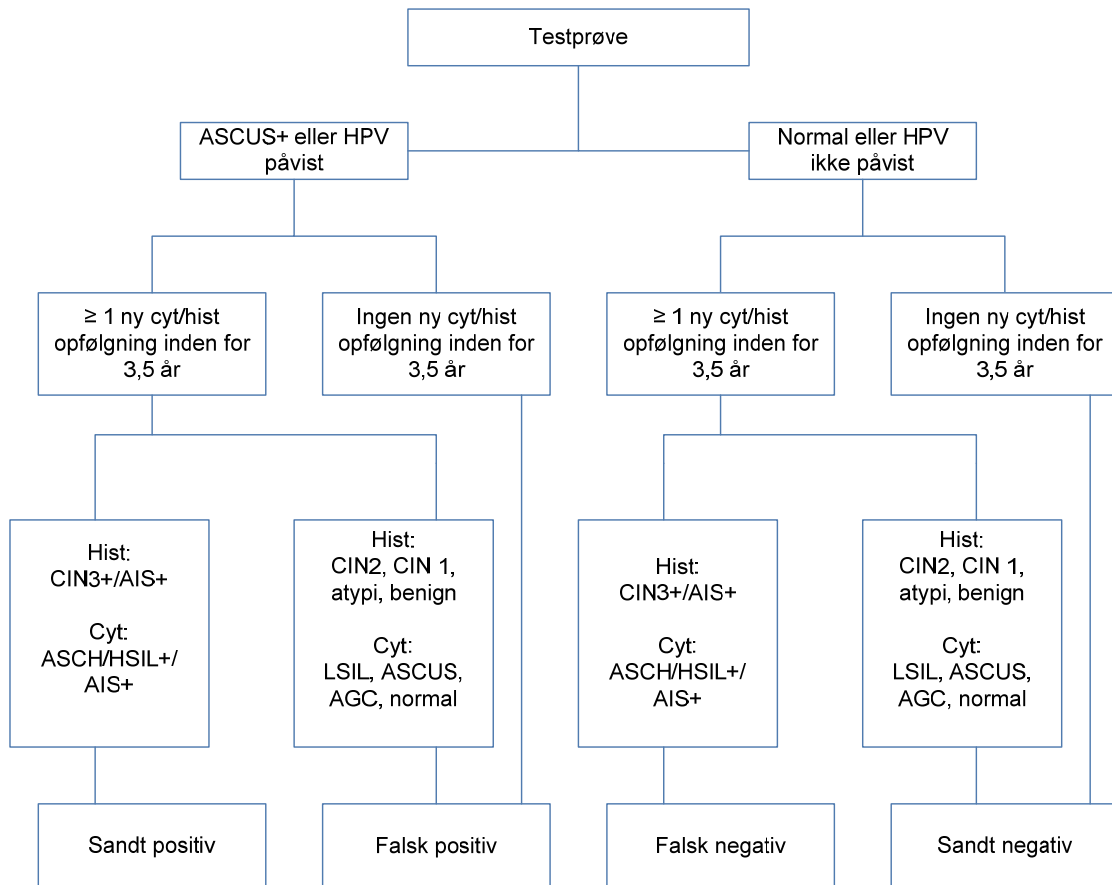 Testprøve
ASCUS+ eller HPV
påvist
Normal eller HPV
ikke påvist
≥ 1 ny cyt/hist
opfølgning inden for
3,5 år
Ingen ny cyt/hist
opfølgning inden for
3,5 år
≥ 1 ny cyt/hist
opfølgning inden for
3,5 år
Ingen ny cyt/hist
opfølgning inden for
3,5 år
Hist:
CIN3+/AIS+
Cyt:
ASCH/HSIL+/
AIS+
Hist:
CIN2, CIN 1,
atypi, benign
Cyt:
LSIL, ASCUS,
AGC, normal
Hist:
CIN3+/AIS+
Cyt:
ASCH/HSIL+/
AIS+
Hist:
CIN2, CIN 1,
atypi, benign
Cyt:
LSIL, ASCUS,
AGC, normal
Sandt positiv
Falsk positiv
Falsk negativ
Sandt negativ